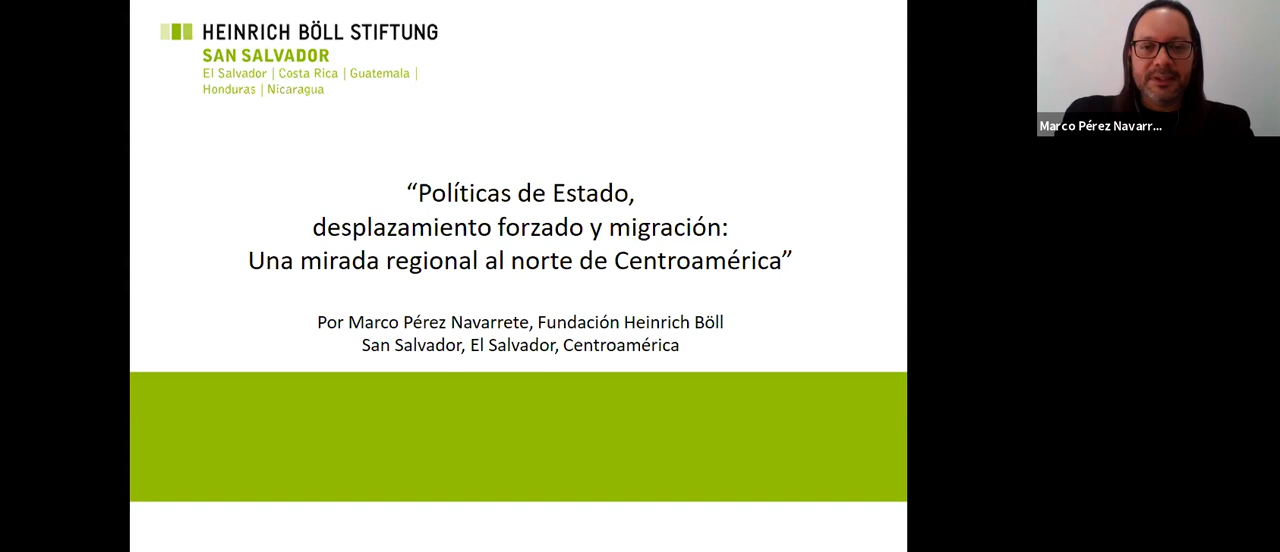 HEINRICH BÖLL STIFTUNG
SAN SALVADOR
El Salvador | Costa Rica | Guatemala |
Honduras | Nicaragua
“Políticas de Estado,
desplazamiento forzado y migración:
Una mirada regional al norte de Centroamérica”
Por Marco Pérez Navarrete, Fundación Heinrich Böll
San Salvador, El Salvador, Centroamérica
Marco Pérez Navarr...